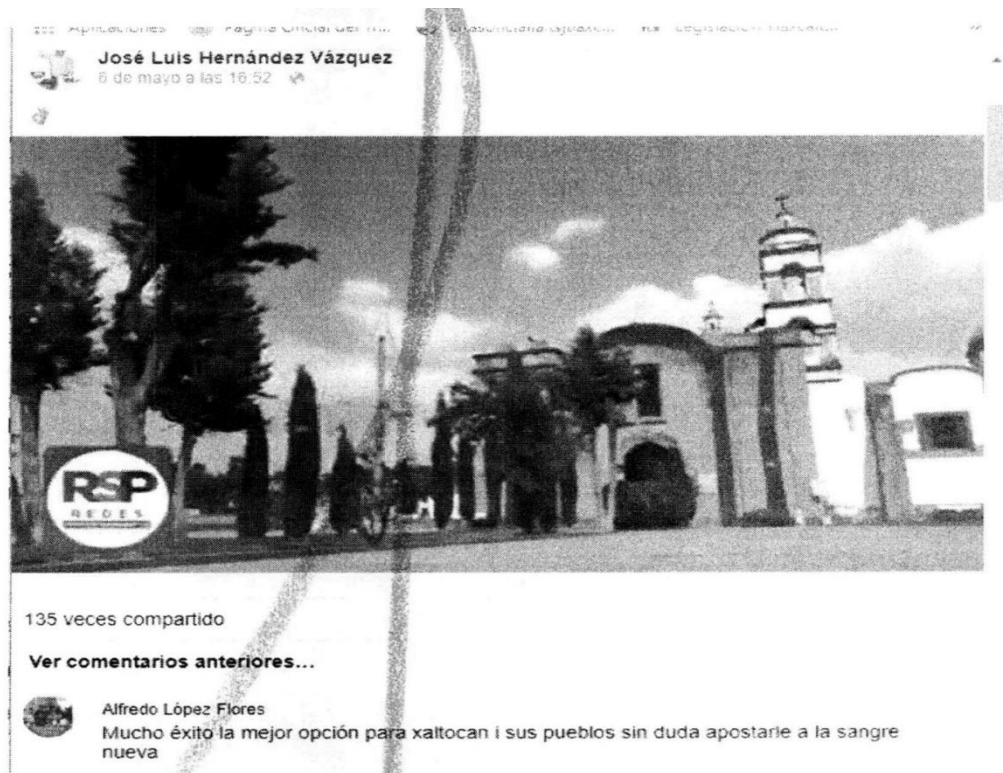 Aplicaciones
José Luis Hernández Vázquez
6 de mayo a las 16:52
RSP
REDES
135 veces compartido
Ver comentarios anteriores...
Alfredo López Flores
Mucho éxito la mejor opción para xaltocan i sus pueblos sin duda apostarle a la sangre
nueva